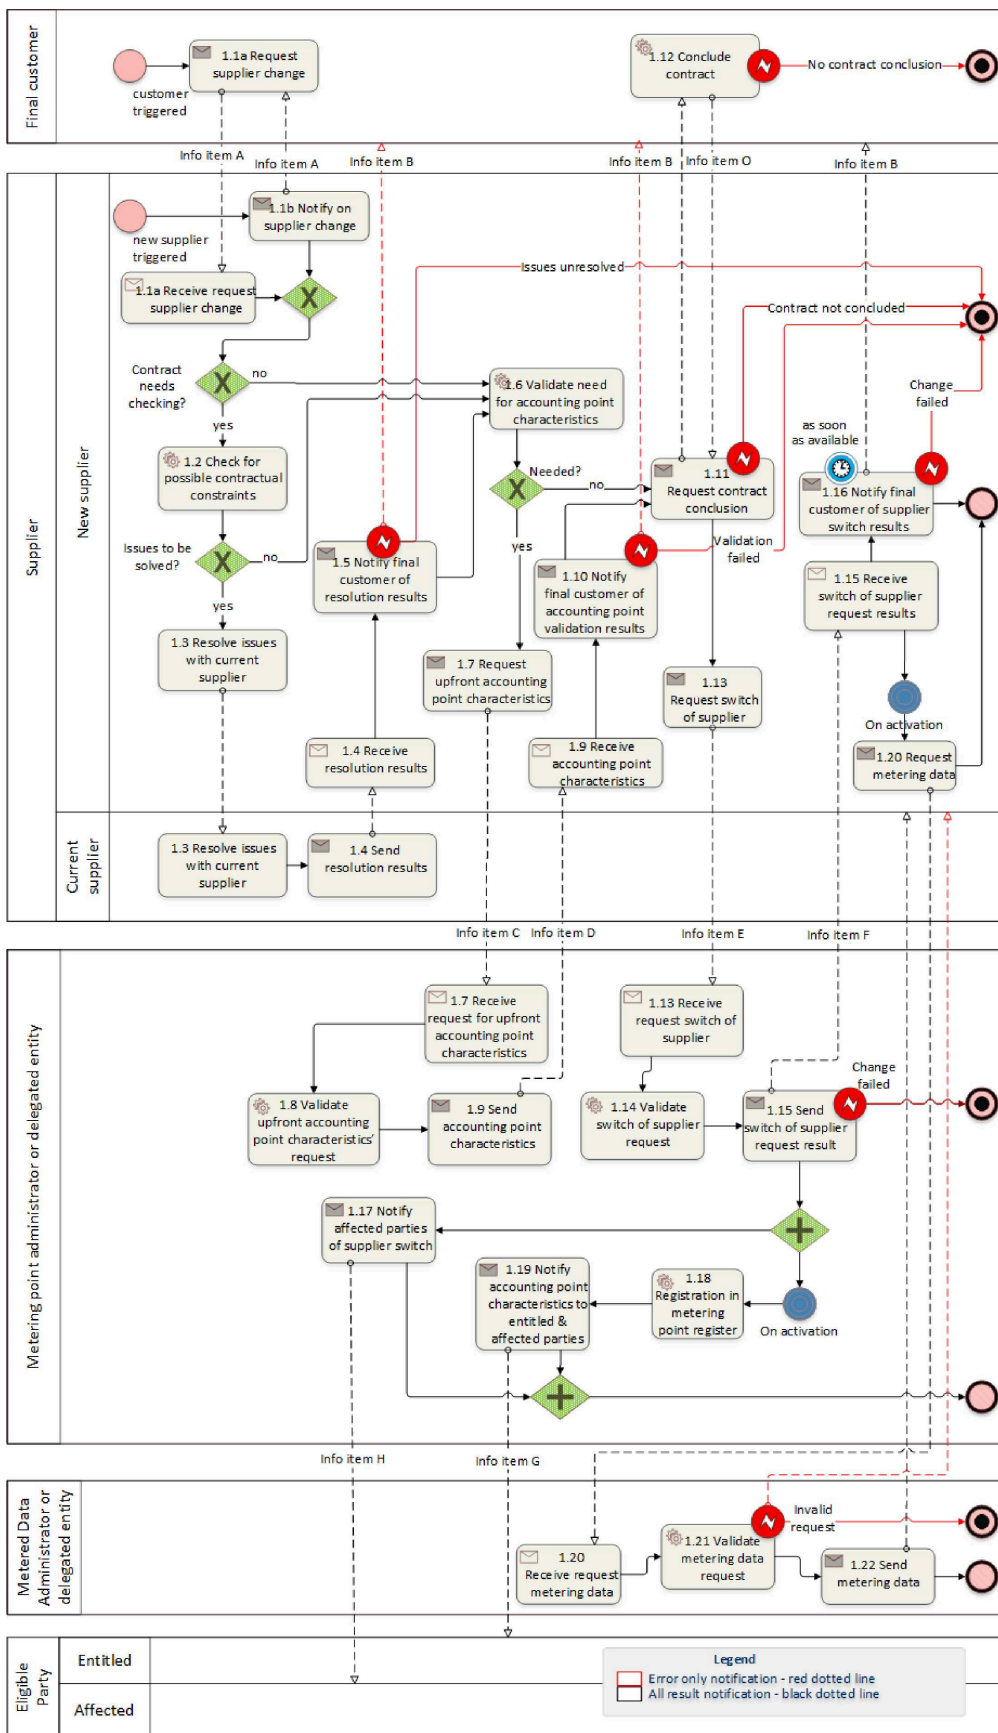 Final customer
1.1a Request
supplier change
customer
triggered
1.12 Conclude
contract
No contract conclusion
Info item A
Info item A
Info item B
Info item B
Info item O
Info item B
Supplier
New supplier
1.1b Notify on
supplier change
new supplier
triggered
1.1a Receive request
supplier change
Issues unresolved
Contract not concluded
Contract
needs
checking?
no
yes
1.6 Validate need
for accounting point
characteristics
Change
failed
as soon
as available
1.2 Check for
possible contractual
constraints
Needed?
no
yes
1.11
Request contract
conclusion
1.16 Notify final
customer of supplier
switch results
Issues to be
solved?
no
yes
1.5 Notify final
customer of
resolution results
Validation
failed
1.10 Notify
final customer of
accounting point
validation results
1.15 Receive
switch of supplier
request results
1.3 Resolve issues
with current
supplier
1.7 Request
upfront accounting
point characteristics
1.13
Request switch
of supplier
On activation
1.4 Receive
resolution results
1.9 Receive
accounting point
characteristics
1.20 Request
metering data
Current
supplier
1.3 Resolve issues
with current
supplier
1.4 Send
resolution results
Info item C
Info item D
Info item E
Info item F
Metering point administrator or delegated entity
1.7 Receive
request for upfront
accounting point
characteristics
1.13 Receive
request switch of
supplier
Change
failed
1.8 Validate
upfront accounting
point characteristics'
request
1.9 Send
accounting point
characteristics
1.14 Validate
switch of supplier
request
1.15 Send
switch of supplier
request result
1.17 Notify
affected parties
of supplier switch
1.19 Notify
accounting point
characteristics to
entitled &
affected parties
1.18
Registration in
metering
point register
On activation
Info item H
Info item G
Metered Data
Administrator or
delegated entity
Invalid
request
1.20
Receive request
metering data
1.21 Validate
metering data
request
1.22 Send
metering data
Eligible
Party
Entitled
Affected
Legend
Error only notification - red dotted line
All result notification - black dotted line